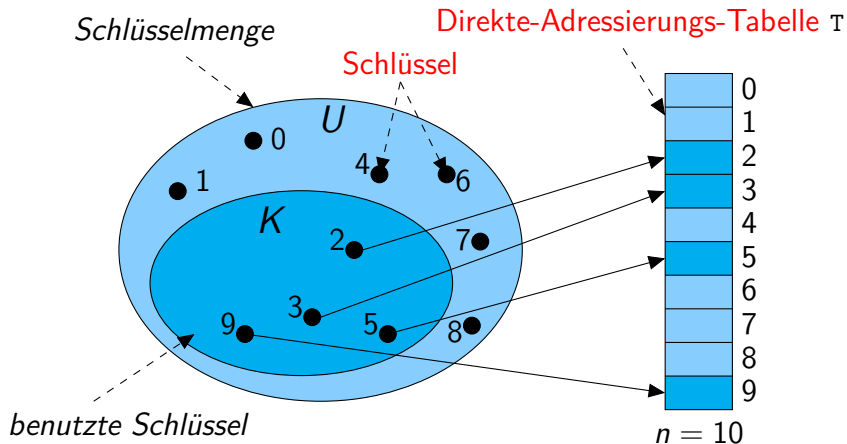 Direkte-Adressierungs-Tabelle T
Schlüsselmenge
Schlüssel
U
0
4
6
1
K
2
7
3
9
5
8
0
1
2
3
4
5
6
7
8
9
benutzte Schlüssel
n = 10